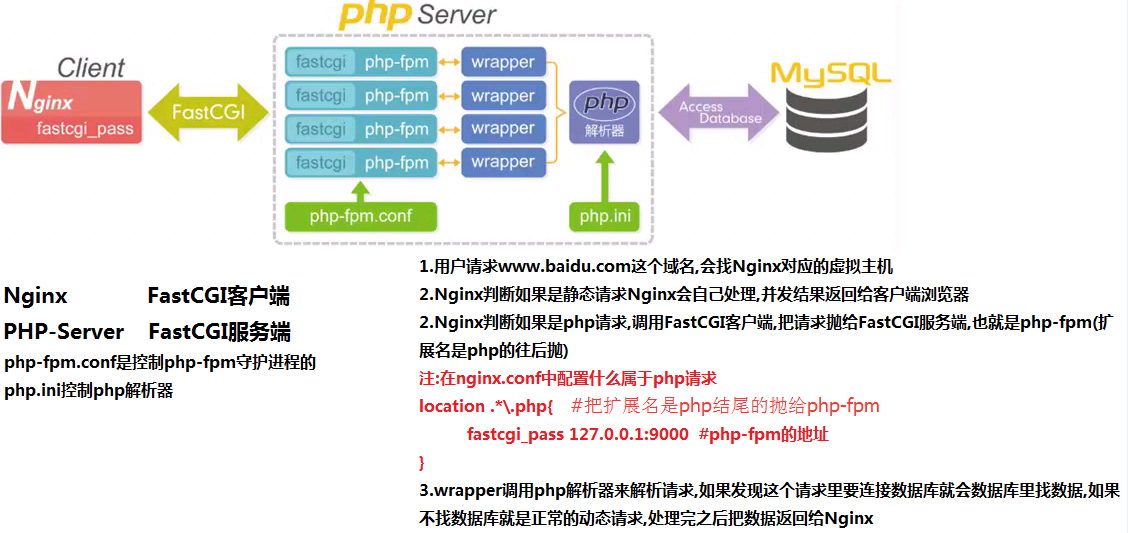 php Server
Client
Nginx
fastcgi_pass
FastCGI
fastcgi php-fpm wrapper
fastcgi php-fpm wrapper
fastcgi php-fpm wrapper
fastcgi php-fpm wrapper
php
解析器
Access
Database
MySQL
php-fpm.conf
php.ini
Nginx FastCGI客户端
PHP-Server FastCGI服务端
php-fpm.conf是控制php-fpm守护进程的
php.ini控制php解析器
1.用户请求www.baidu.com这个域名,会找Nginx对应的虚拟主机
2.Nginx判断如果是静态请求Nginx会自己处理,并发结果返回给客户端浏览器
2.Nginx判断如果是php请求,调用FastCGI客户端,把请求抛给FastCGI服务端,也就是php-fpm(扩
展名是php的往后抛)
注:在nginx.conf中配置什么属于php请求
location .*\.php{ #把扩展名是php结尾的抛给php-fpm
fastcgi_pass 127.0.0.1:9000 #php-fpm的地址
}
3.wrapper调用php解析器来解析请求,如果发现这个请求里要连接数据库就会数据库里找数据,如果
不找数据库就是正常的动态请求,处理完之后把数据返回给Nginx